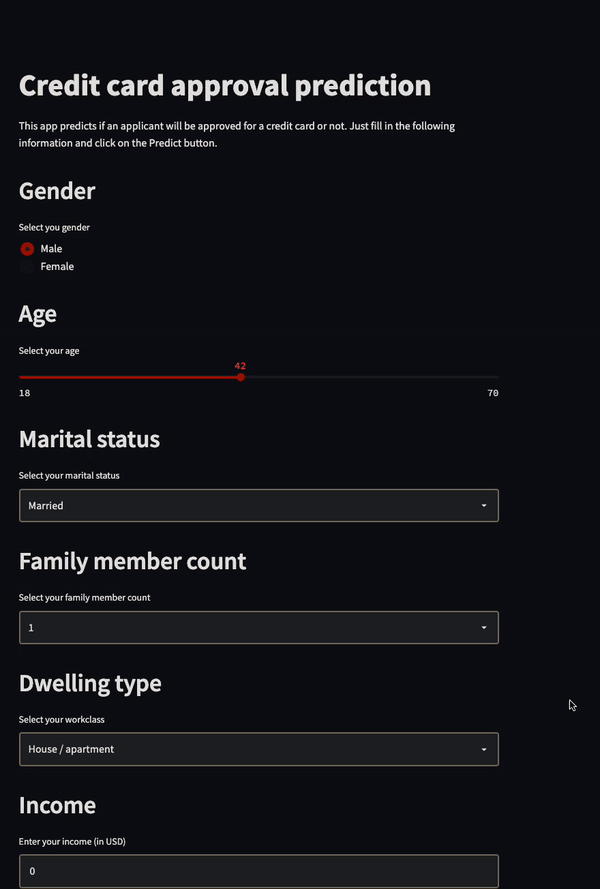 Credit card approval prediction
This app predicts if an applicant will be approved for a credit card or not. Just fill in the following
information and click on the Predict button.
Gender
Select you gender
Male
Female
Age
Select your age
42
18 70
Marital status
Select your marital status
Married
Family member count
Select your family member count
1
Dwelling type
Select your workclass
House / apartment
Income
Enter your income (in USD)
0